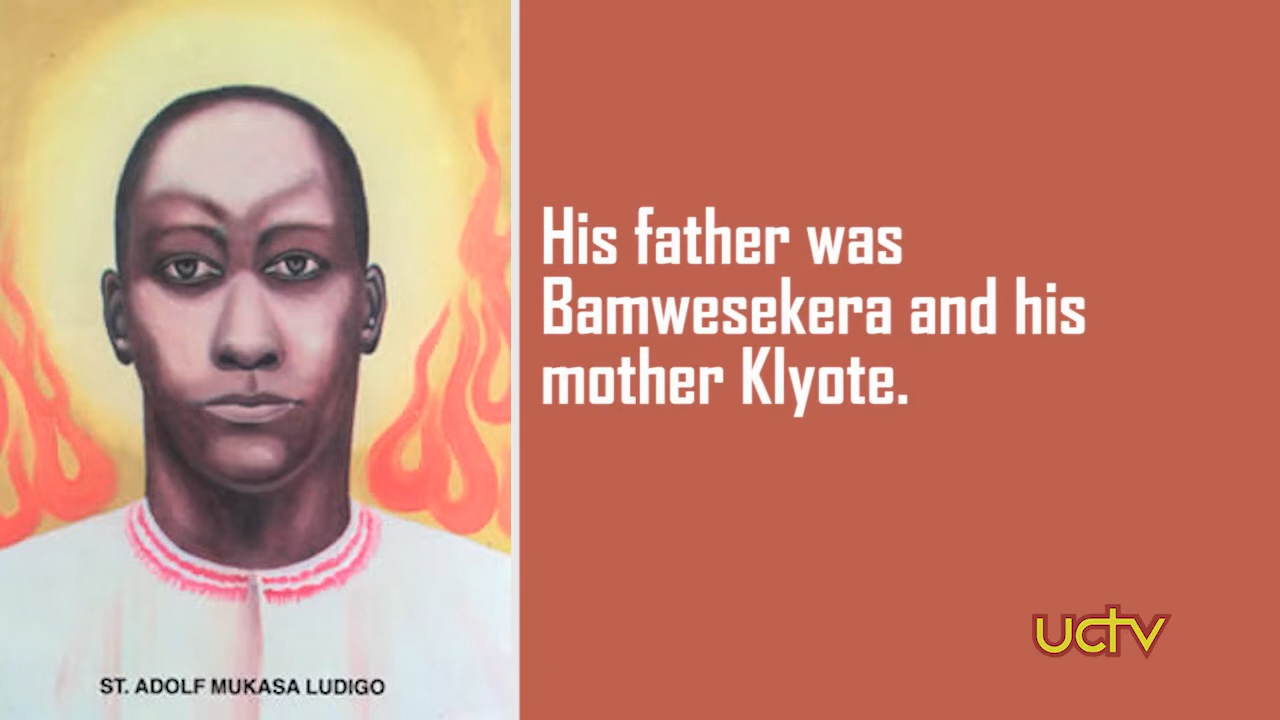 His father was
Bamwesekera and his
mother Klyote.
ST. ADOLF MUKASA LUDIGO
uctv